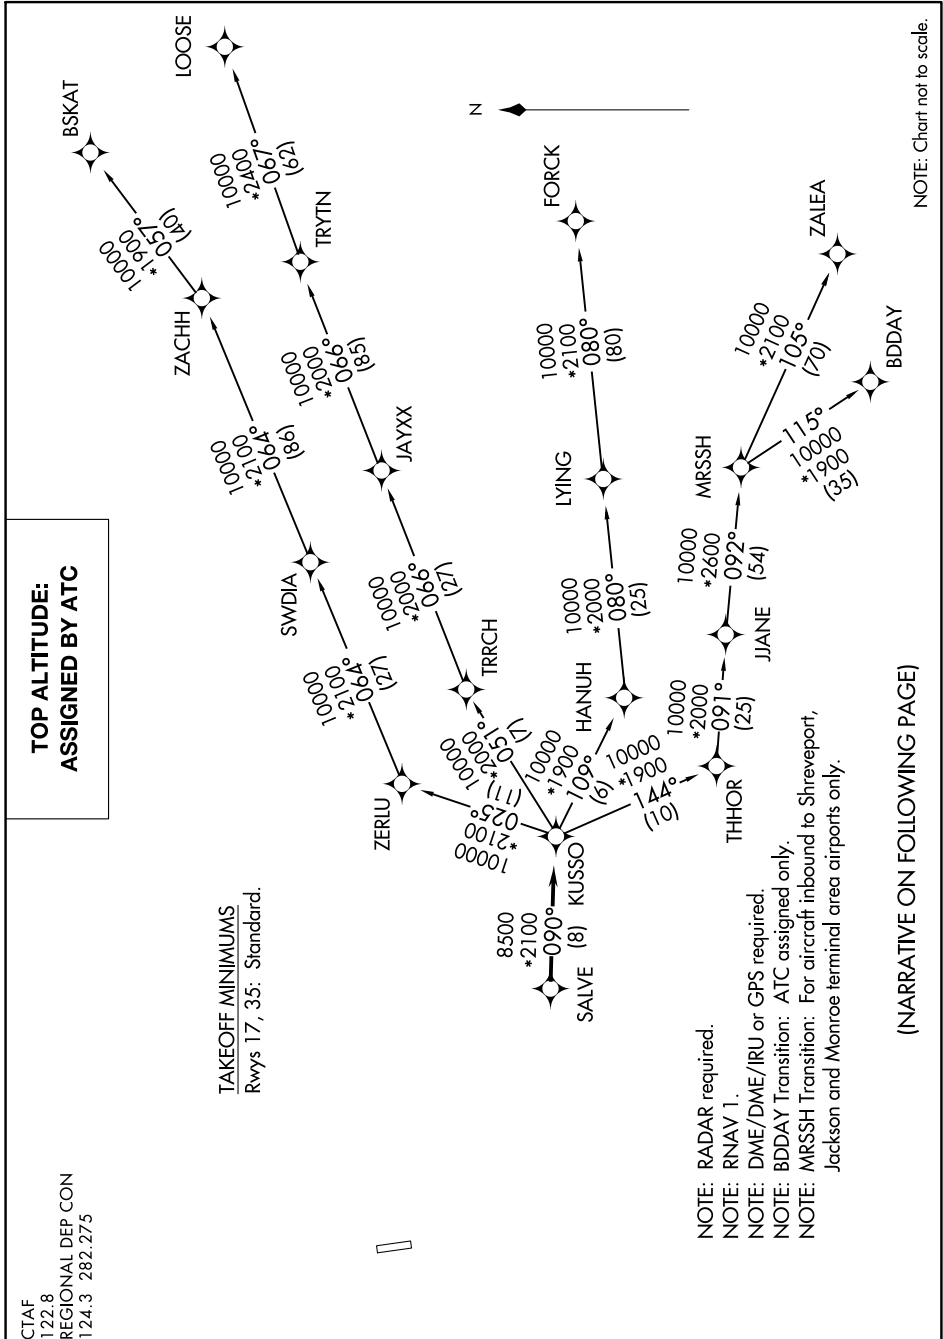 CTAF
122.8
REGIONAL DEP CON
124.3 282.275
TOP ALTITUDE:
ASSIGNED BY ATC
BSKAT
LOOSE
10000
*1900
057°
(40)
ZACHH
10000
*2400
067°
(62)
TRYTN
10000
*2100
064°
(86)
SWDIA
10000
*2000
066°
(85)
JAYXX
10000
*2100
064°
(27)
ZERLU
10000
*2000
066°
(27)
TRRCH
N
TAKEOFF MINIMUMS
Rwys 17, 35: Standard.
10000
*2100
025°
(11)
10000
*2000
051°
(7)
8500
*2100
090°
(8)
SALVE
KUSSO
10000
*1900
109°
(6)
HANUH
10000
*2000
080°
(25)
LYING
10000
*2100
080°
(80)
FORCK
10000
*1900
144°
(10)
THHOR
10000
*2000
091°
(25)
JJANE
10000
*2600
092°
(54)
MRSSH
10000
*2100
105°
(70)
ZALEA
115°
10000
*1900
(35)
BDDAY
NOTE: RADAR required.
NOTE: RNAV 1.
NOTE: DME/DME/IRU or GPS required.
NOTE: BDDAY Transition: ATC assigned only.
NOTE: MRSSH Transition: For aircraft inbound to Shreveport,
Jackson and Monroe terminal area airports only.
(NARRATIVE ON FOLLOWING PAGE)
NOTE: Chart not to scale.